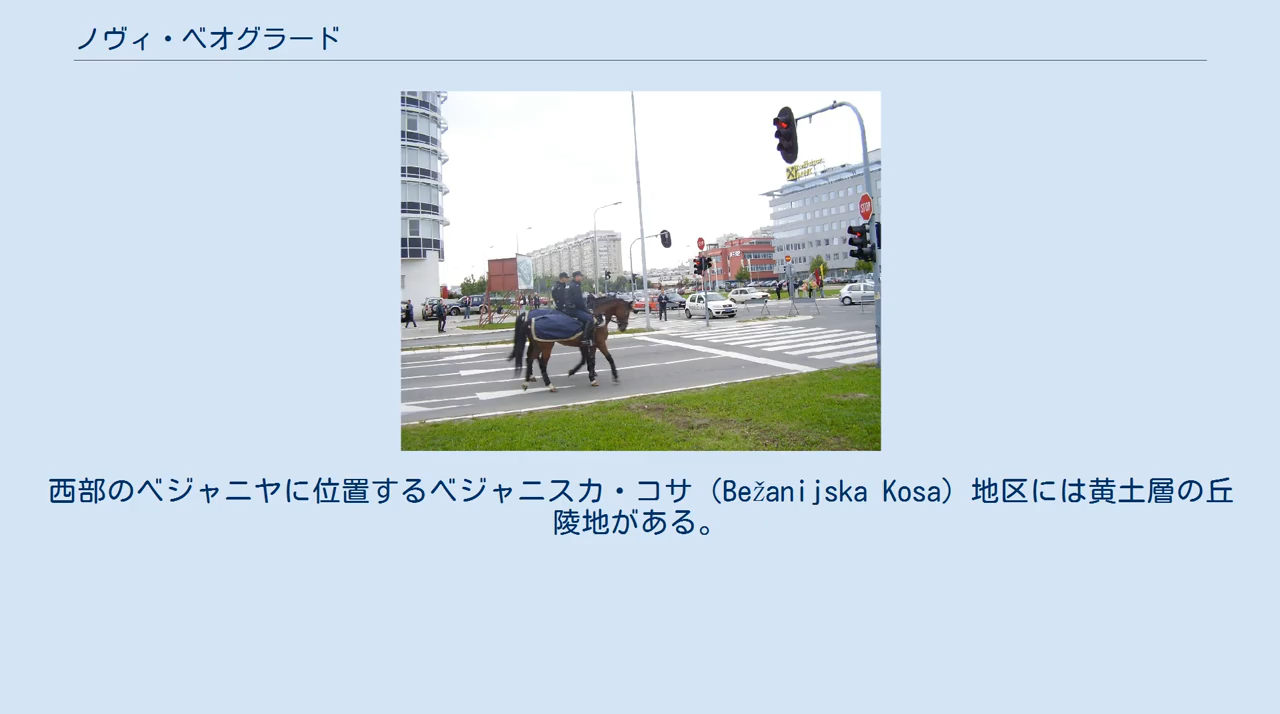 ノヴィ・ベオグラード
STOP
西部のベジャニヤに位置するベジャニスカ・コサ（Bežanijska Kosa）地区には黄土層の丘
陵地がある。